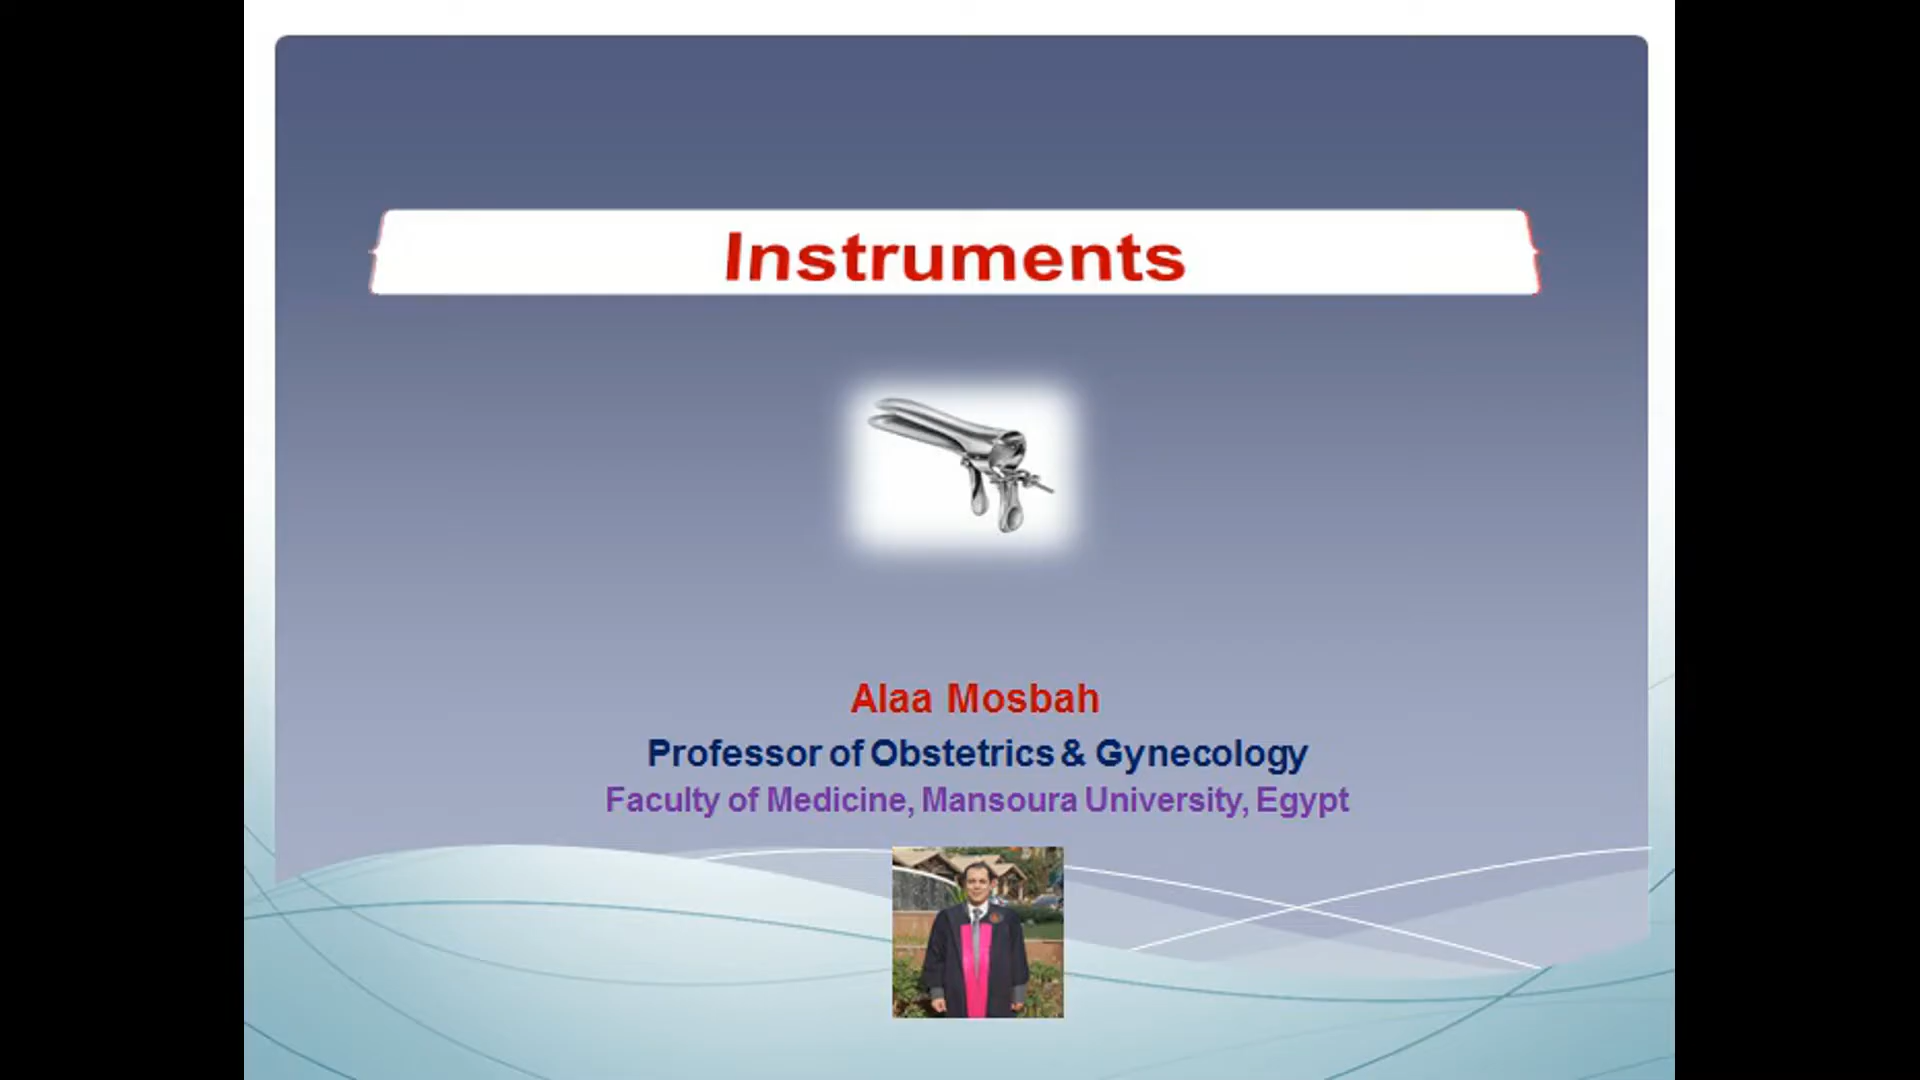 Instruments
Alaa Mosbah
Professor of Obstetrics & Gynecology
Faculty of Medicine, Mansoura University, Egypt